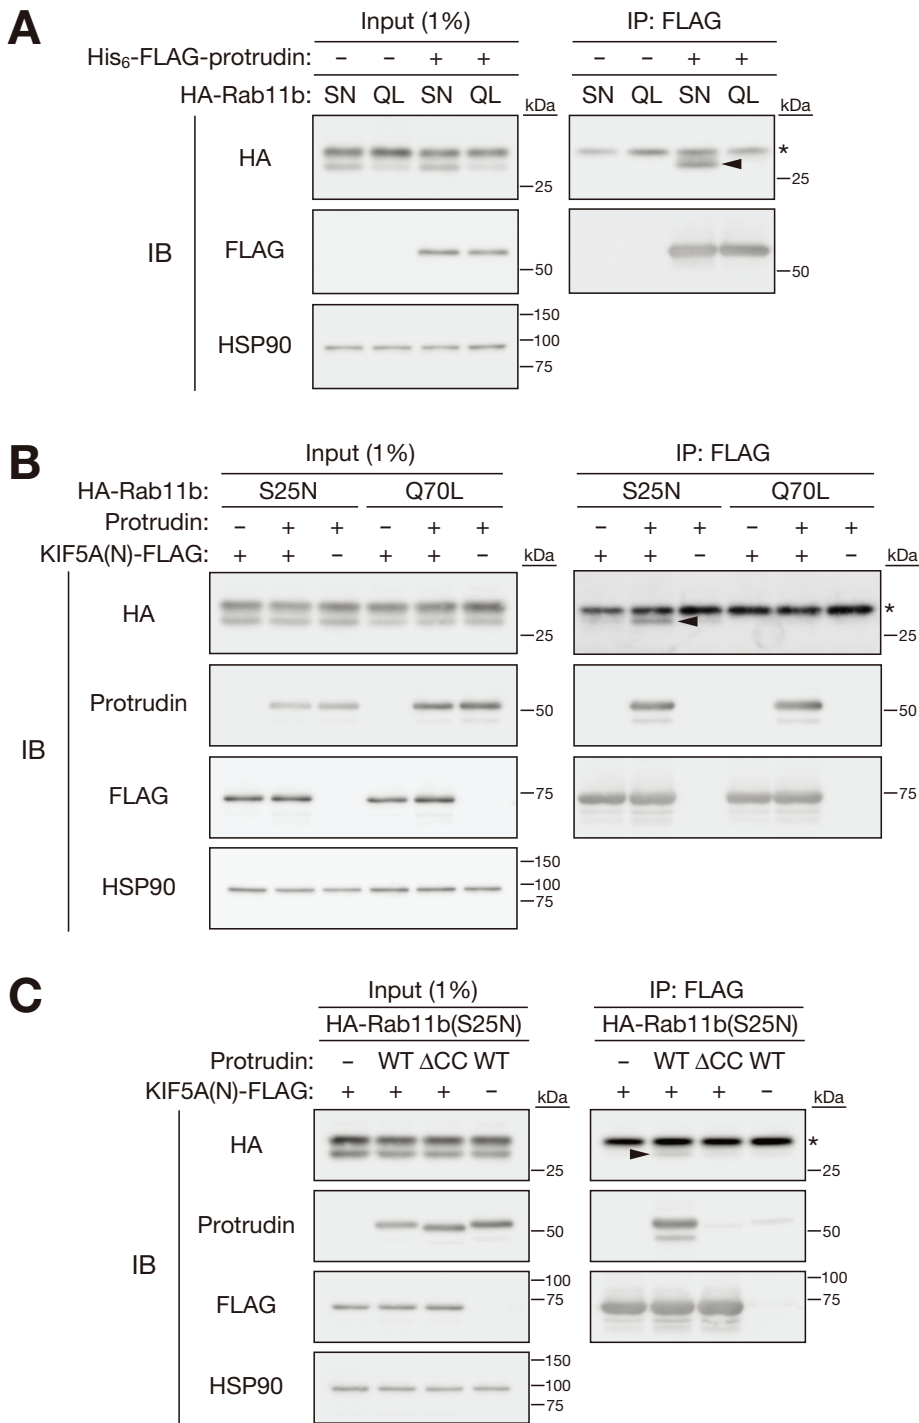 A
Input (1%) IP: FLAG
His6-FLAG-protrudin: – – + + – – + +
HA-Rab11b: SN QL SN QL kDa SN QL SN QL kDa
HA * 
25 25
IB
FLAG
50 50
150
HSP90 100
75
B
Input (1%) IP: FLAG
HA-Rab11b: S25N Q70L S25N Q70L
Protrudin: – + + – + + – + + – + +
KIF5A(N)-FLAG: + + – + + – kDa + + – + + – kDa
HA *
25 25
Protrudin 50 50
IB
FLAG 75 75
150
HSP90 100
75
C
Input (1%) IP: FLAG
HA-Rab11b(S25N) HA-Rab11b(S25N)
Protrudin: – WT ΔCC WT – WT ΔCC WT
KIF5A(N)-FLAG: + + + – kDa + + + – kDa
HA *
25 25
Protrudin 50 50
IB
100 100
FLAG 75 75
150
HSP90 100
75